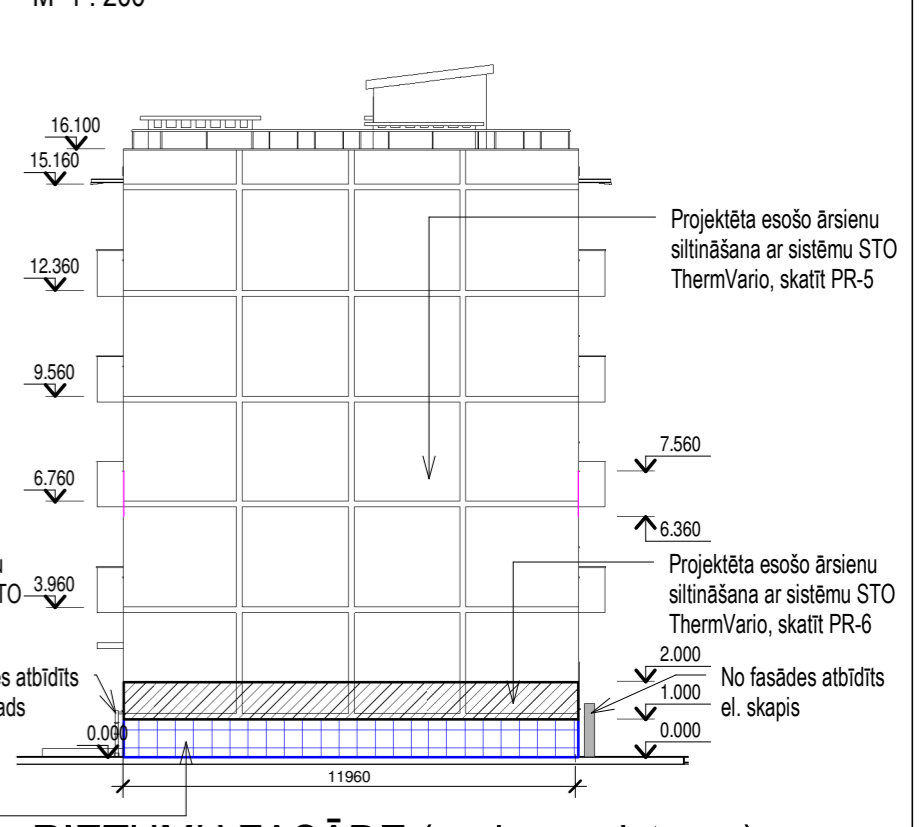 16.100
15.160
Projektēta esošo ārsienu
siltināšana ar sistēmu STO
ThermVario, skatīt PR-5
12.360
9.560
7.560
6.760
6.360
Projektēta esošo ārsienu
siltināšana ar sistēmu STO
ThermVario, skatīt PR-6
3.960
2.000
No fasādes atbīdīts
el. skapis
atbīdīts
1.000
0.000
0.000
11960